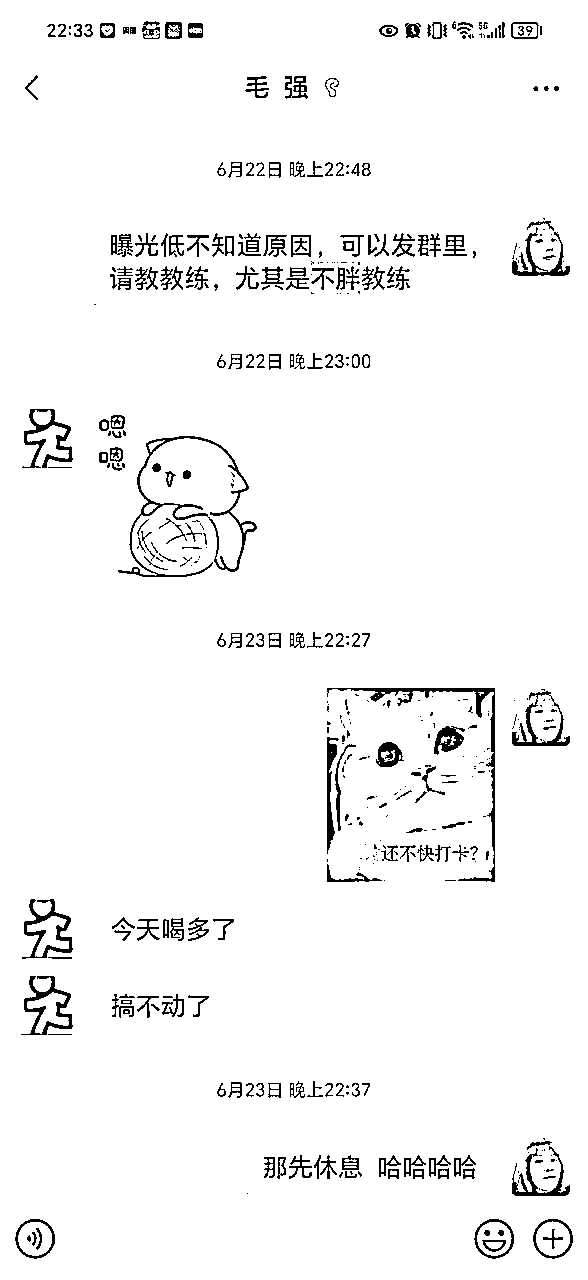 22:33
39
毛 强
6月22日 晚上22:48
曝光低不知道原因，可以发群里，
请教教练，尤其是不胖教练
6月22日 晚上23:00
嗯
嗯
6月23日 晚上22:27
还不快打卡？
今天喝多了
搞不动了
6月23日 晚上22:37
那先休息 哈哈哈哈